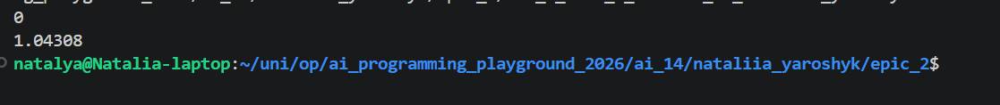 0
1.04308
natalya@Natalia-laptop:~/uni/op/ai_programming_playground_2026/ai_14/nataliia_yaroshyk/epic_2$